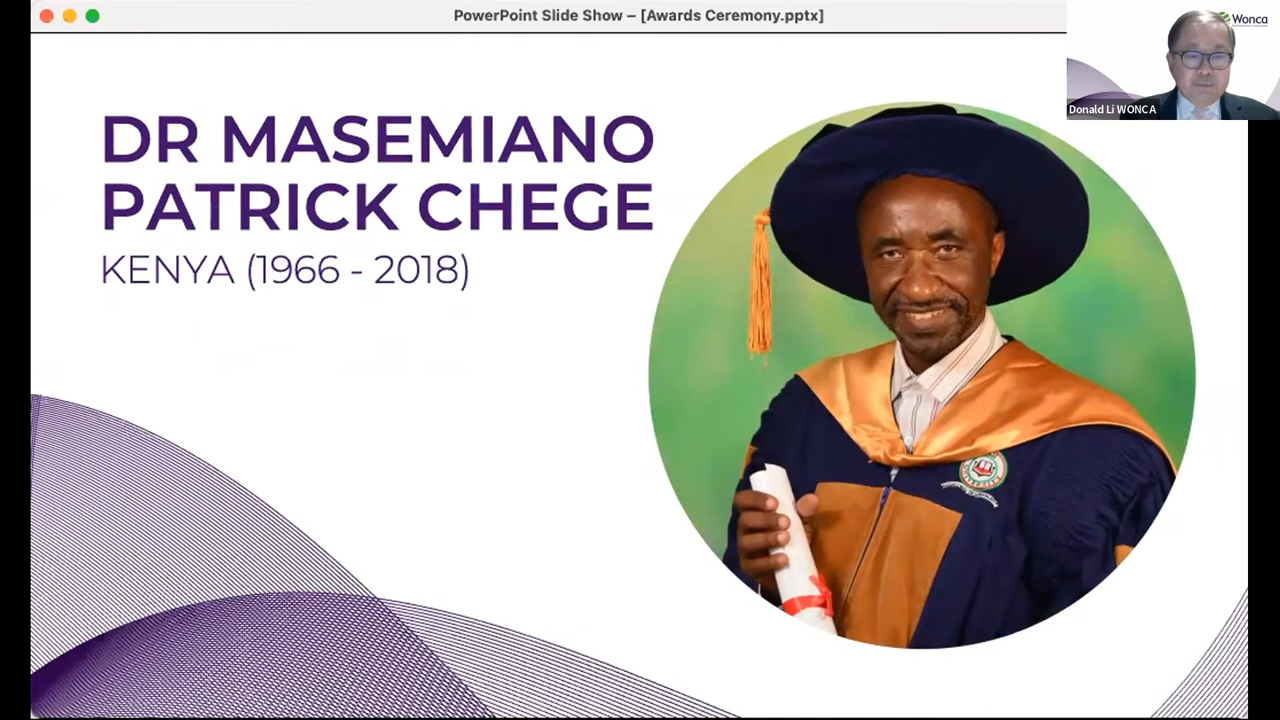 PowerPoint Slide Show – [Awards Ceremony.pptx]
Wonca
Donald Li WONCA
DR MASEMIANO
PATRICK CHEGE
KENYA (1966 - 2018)